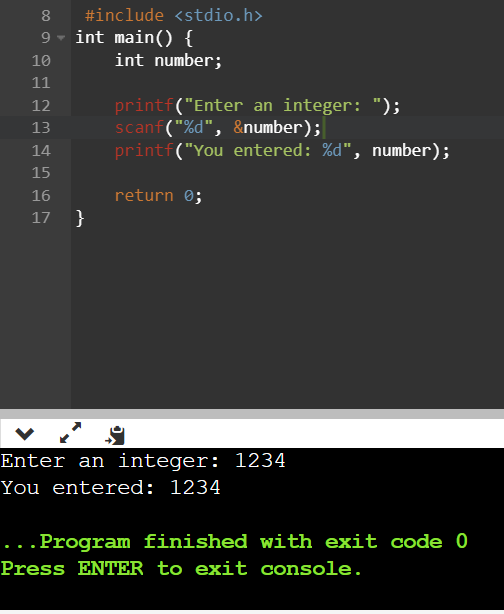 8 #include <stdio.h>
9 int main() {
10 int number;
11
12 printf("Enter an integer: ");
13 scanf("%d", &number);
14 printf("You entered: %d", number);
15
16 return 0;
17 }
Enter an integer: 1234
You entered: 1234
...Program finished with exit code 0
Press ENTER to exit console.